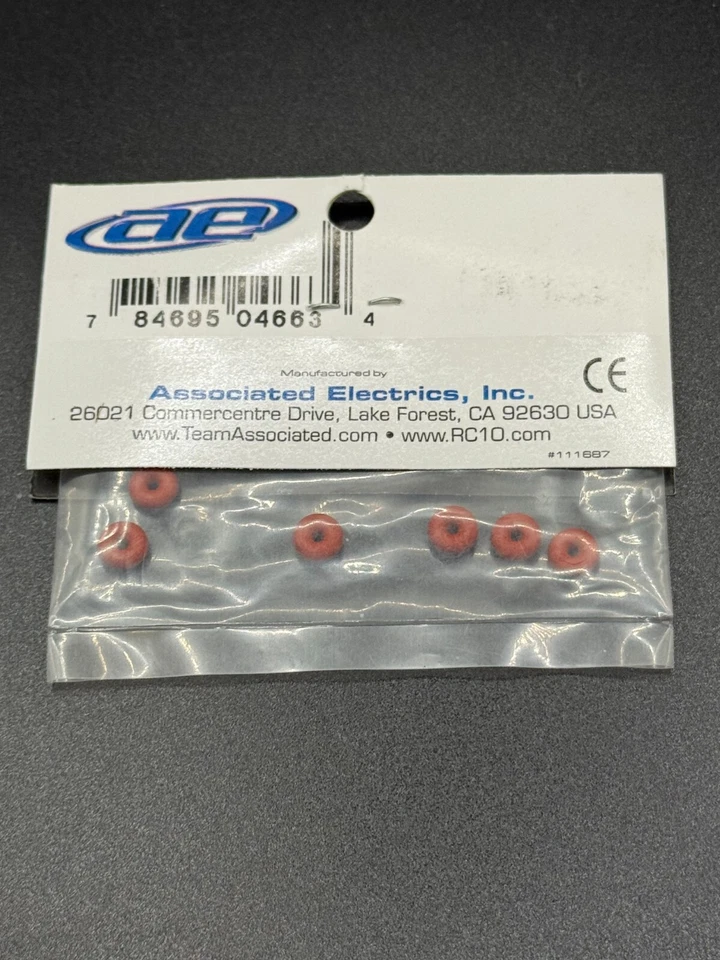 ae
7 84695 04663 4
Manufactured by
Associated Electrics, Inc.
CE
26021 Commercentre Drive, Lake Forest, CA 92630 USA
www.TeamAssociated.com • www.RC10.com
#111687